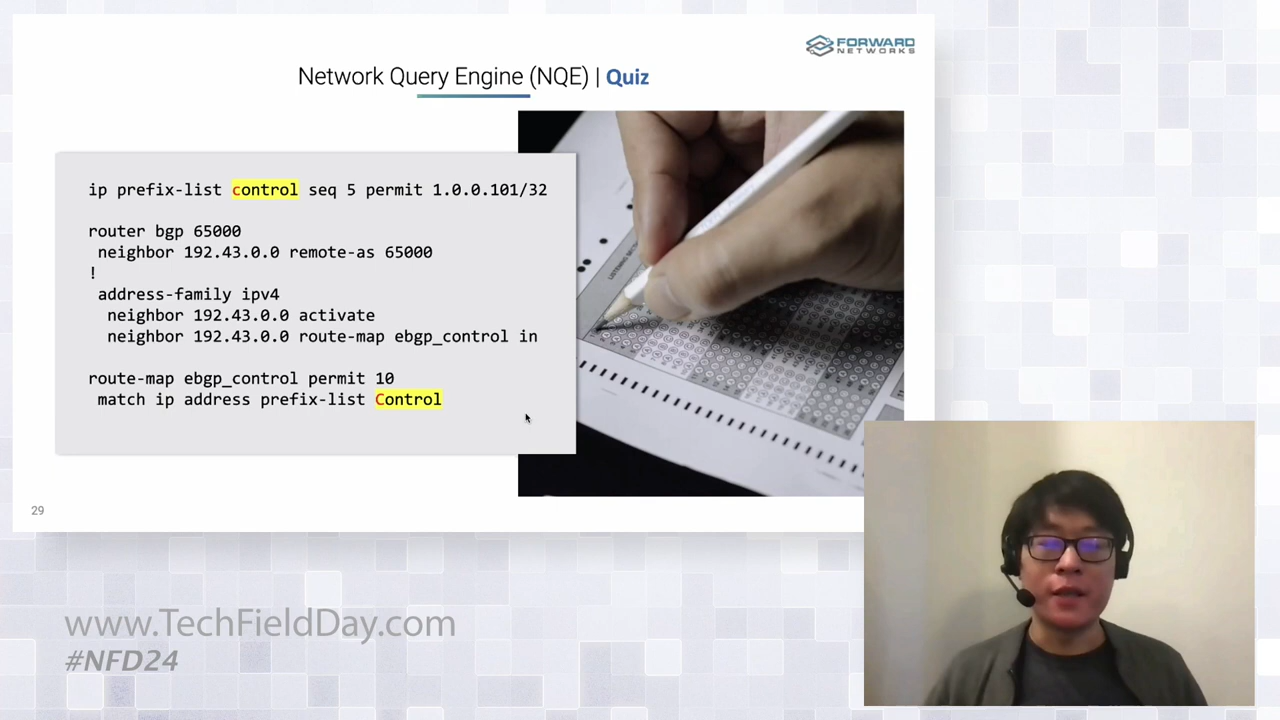 FORWARD
NETWORKS
Network Query Engine (NQE) | Quiz
ip prefix-list control seq 5 permit 1.0.0.101/32
router bgp 65000
neighbor 192.43.0.0 remote-as 65000
!
address-family ipv4
neighbor 192.43.0.0 activate
neighbor 192.43.0.0 route-map ebgp_control in
route-map ebgp_control permit 10
match ip address prefix-list Control
29
www.TechFieldDay.com
#NFD24